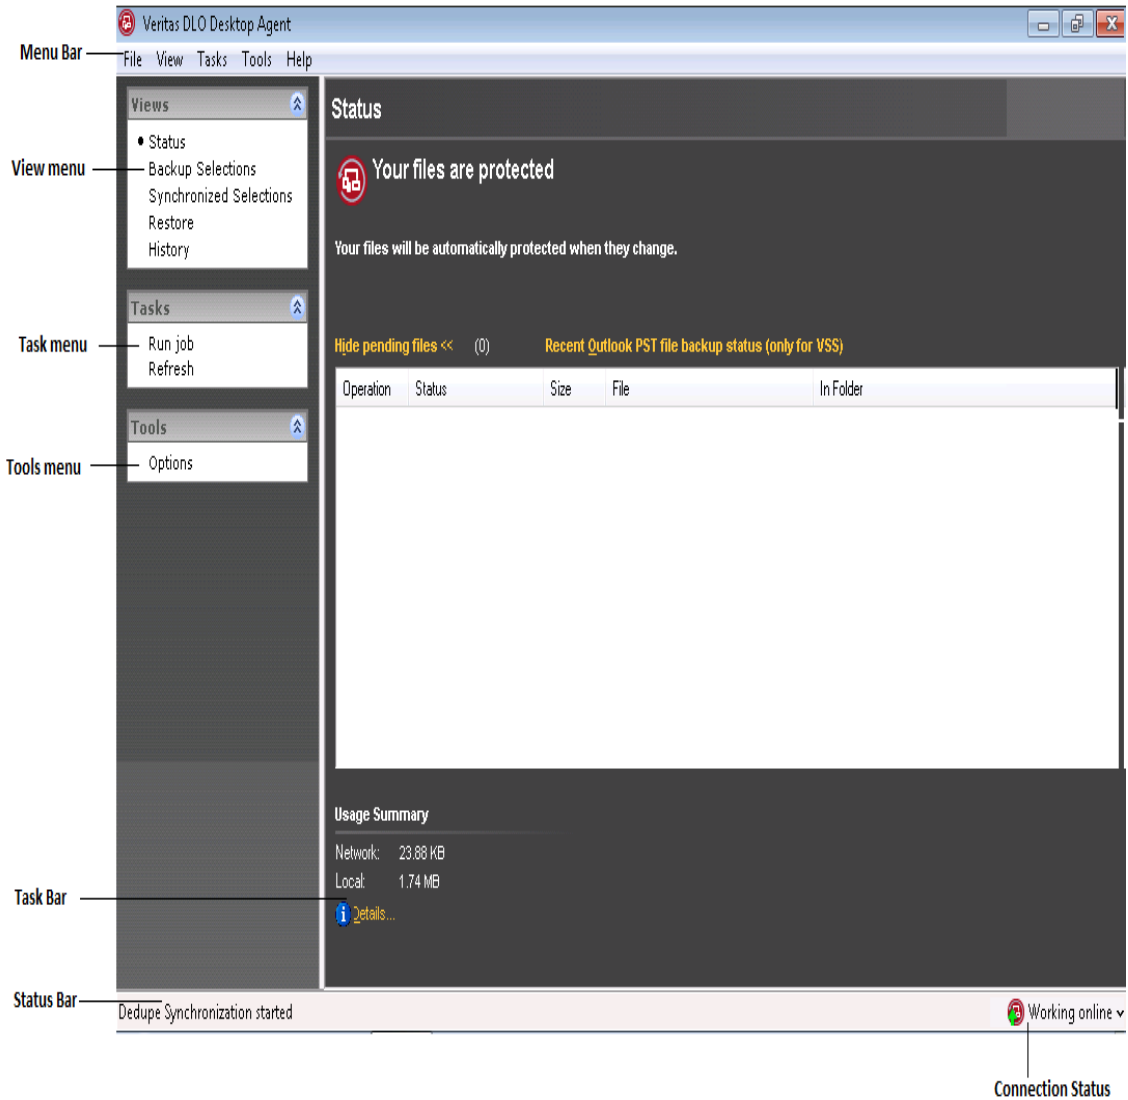 Veritas DLO Desktop Agent
Menu Bar
File View Tasks Tools Help
Views
Status
View menu
Backup Selections
Synchronized Selections
Restore
History
Tasks
Task menu
Run job
Refresh
Tools
Tools menu
Options
Status
Your files are protected
Your files will be automatically protected when they change.
Hide pending files << (0) Recent Outlook PST file backup status (only for VSS)
Operation Status Size File In Folder
Usage Summary
Network: 23.88 KB
Local: 1.74 MB
Task Bar
Details...
Status Bar
Dedupe Synchronization started
Working online
Connection Status